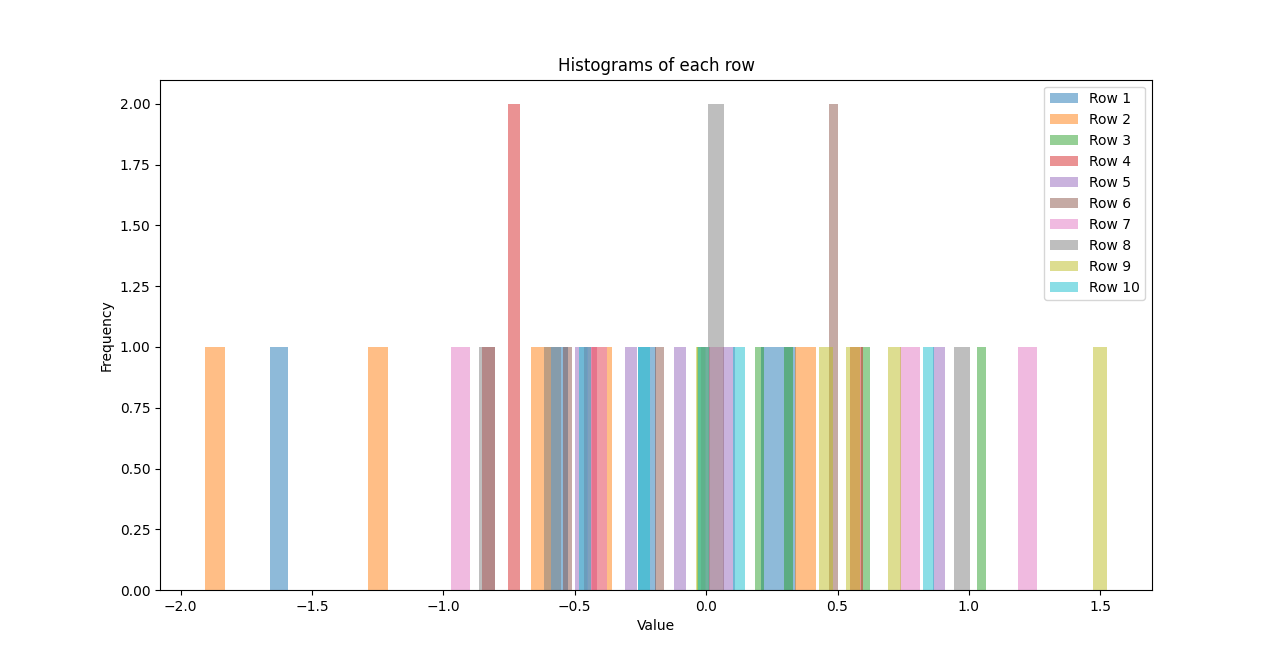 Histograms of each row
Frequency
2.00
1.75
1.50
1.25
1.00
0.75
0.50
0.25
0.00
Row 1
Row 2
Row 3
Row 4
Row 5
Row 6
Row 7
Row 8
Row 9
Row 10
−2.0 −1.5 −1.0 −0.5 0.0 0.5 1.0 1.5
Value